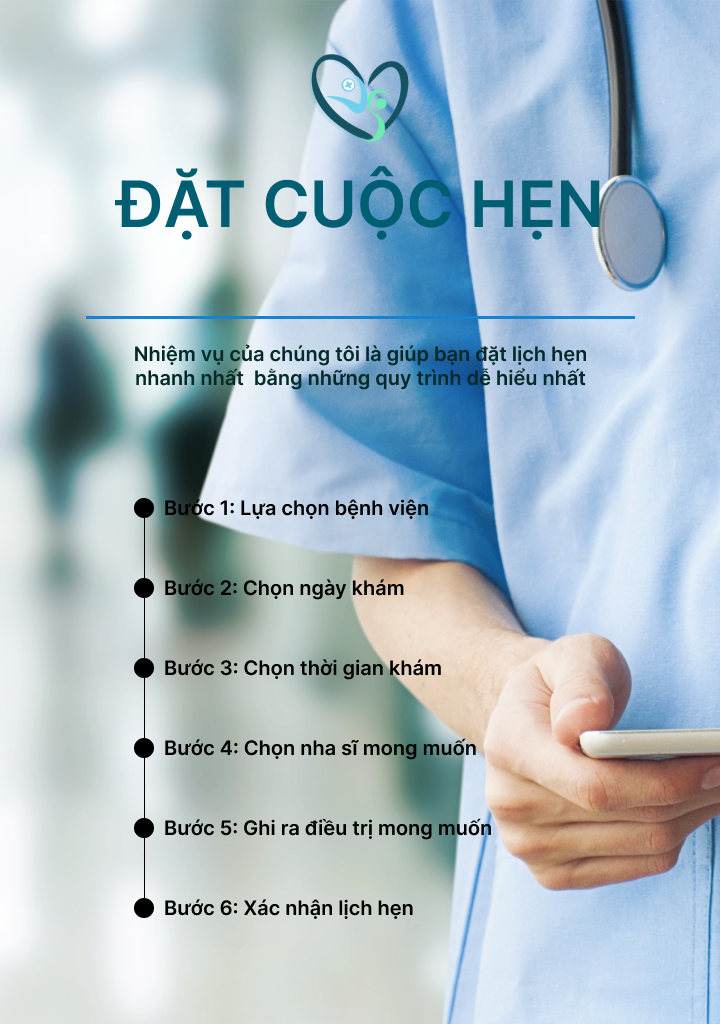 ĐẶT CUỘC HẸN
Nhiệm vụ của chúng tôi là giúp bạn đặt lịch hẹn
nhanh nhất bằng những quy trình dễ hiểu nhất
Bước 1: Lựa chọn bệnh viện
Bước 2: Chọn ngày khám
Bước 3: Chọn thời gian khám
Bước 4: Chọn nha sĩ mong muốn
Bước 5: Ghi ra điều trị mong muốn
Bước 6: Xác nhận lịch hẹn